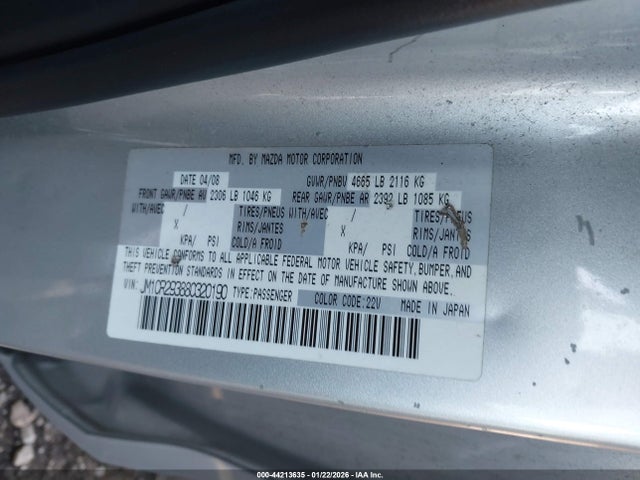 MFD. BY MAZDA MOTOR CORPORATION
DATE 04/08 GVWR/PNBV 4665 LB 2116 KG
FRONT GAWR/PNBE AV 2306 LB 1046 KG REAR GAWR/PNBE AR 2392 LB 1085 KG
WITH/AVEC / TIRES/PNEUS WITH/AVEC / TIRES/PNEUS
X RIMS/JANTES X RIMS/JANTES
KPA/ PSI COLD/A FROID KPA/ PSI COLD/A FROID
THIS VEHICLE CONFORMS TO ALL APPLICABLE FEDERAL MOTOR VEHICLE SAFETY, BUMPER, AND
THEFT PREVENTION STANDARDS IN EFFECT ON THE DATE OF MANUFACTURE SHOWN ABOVE.
VIN: JM1CR293880320190 TYPE:PASSENGER COLOR CODE:22V MADE IN JAPAN
000-44213635 - 01/22/2026 - IAA Inc.